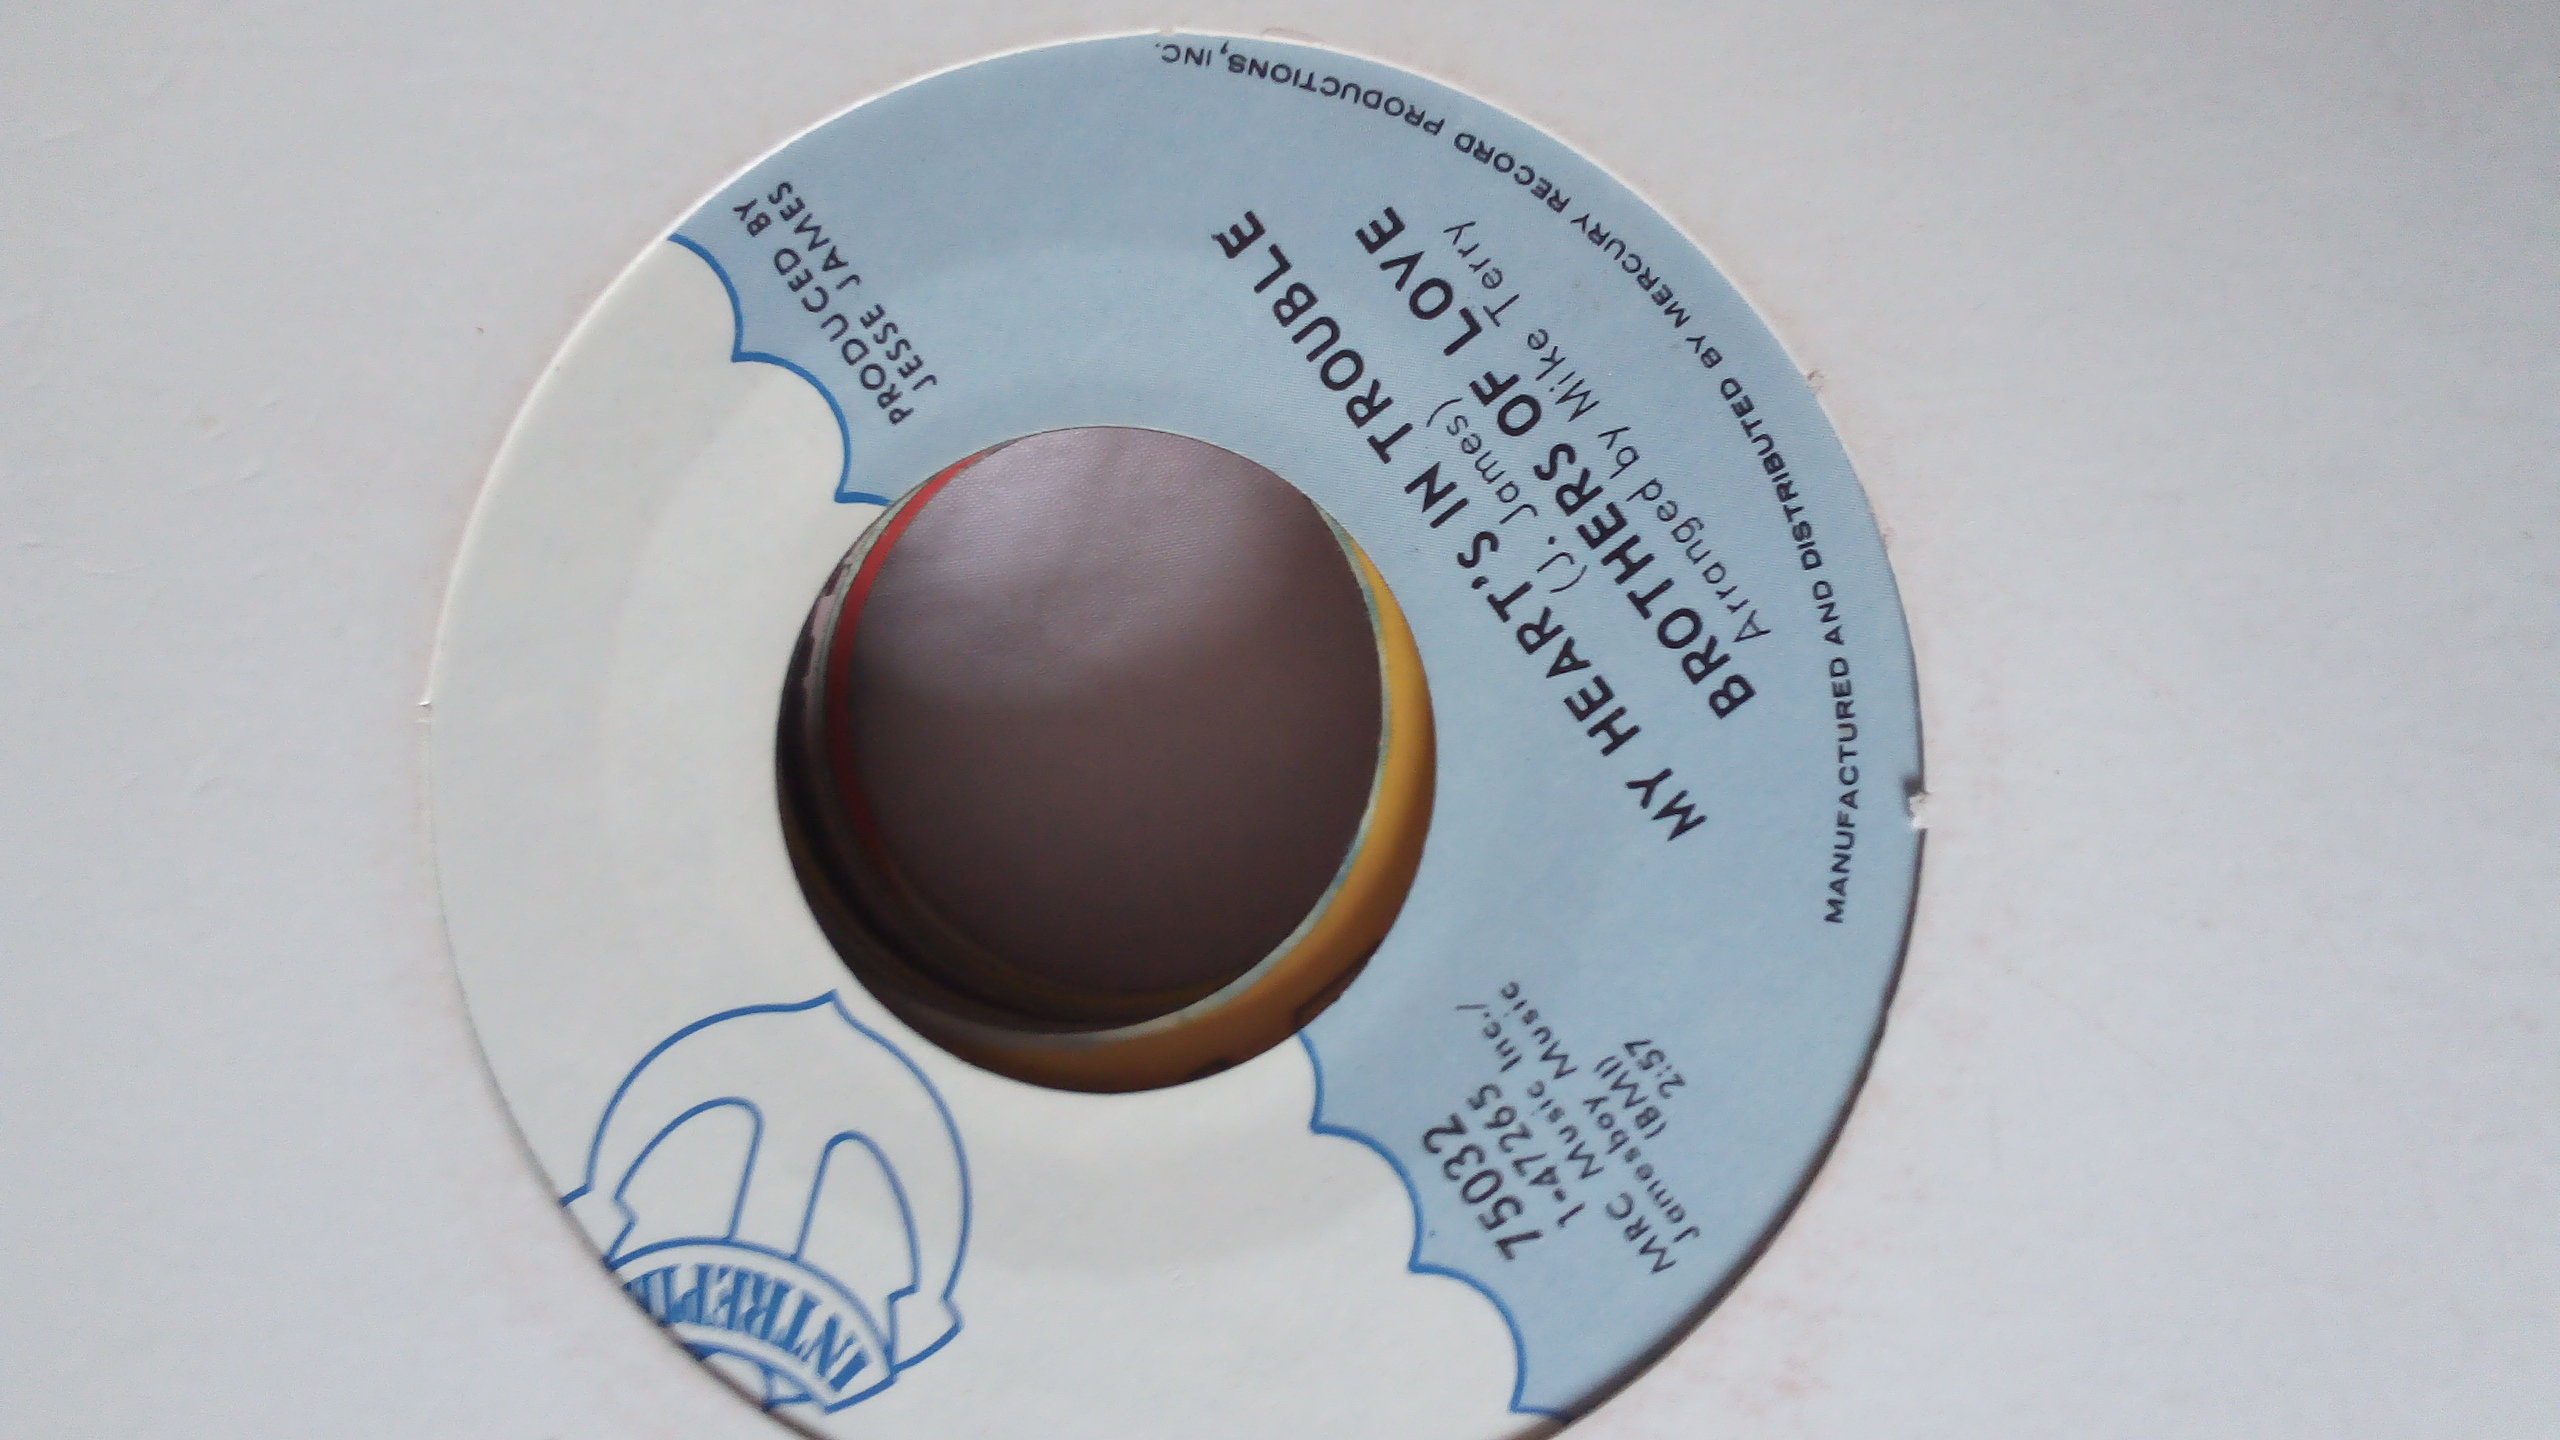 INTREPI
75032
1-47265
MRC Music Inc./
Jamesboy Music
(BMI)
2:57
PRODUCED BY
JESSE JAMES
MY HEART'S IN TROUBLE
(J. James)
BROTHERS OF LOVE
Arranged by Mike Terry
MANUFACTURED AND DISTRIBUTED BY MERCURY RECORD PRODUCTIONS, INC.